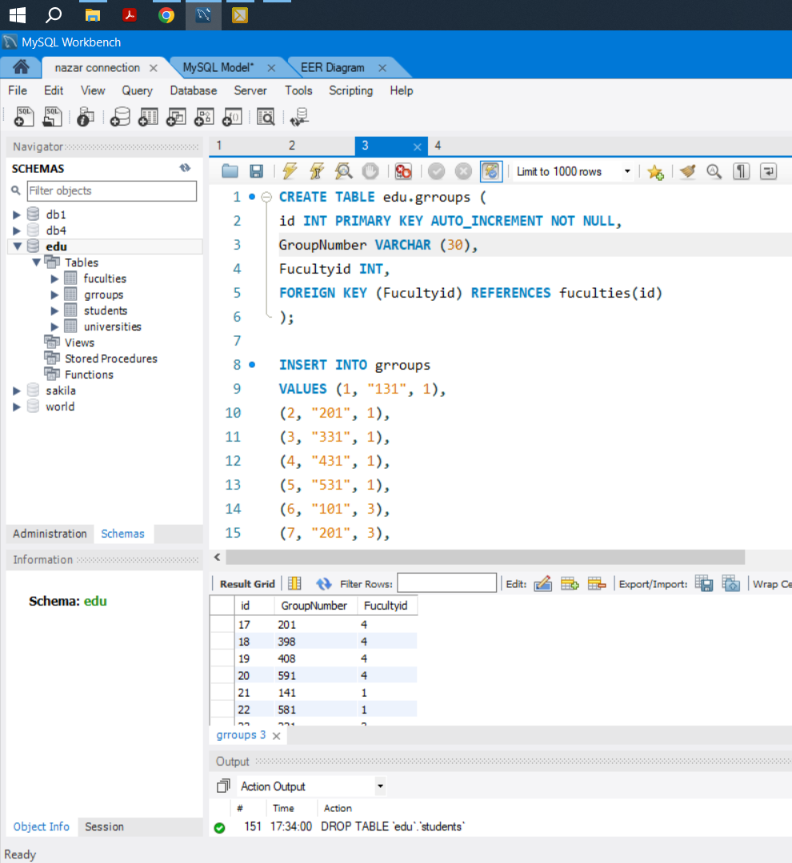 MySQL Workbench
nazar connection × MySQL Model* × EER Diagram ×
File Edit View Query Database Server Tools Scripting Help
Navigator
SCHEMAS
Filter objects
db1
db4
edu
Tables
fuculties
grroups
students
universities
Views
Stored Procedures
Functions
sakila
world
Administration Schemas
Information
Schema: edu
Object Info Session
1 2 3 × 4
Limit to 1000 rows
1 CREATE TABLE edu.grroups (
2 id INT PRIMARY KEY AUTO_INCREMENT NOT NULL,
3 GroupNumber VARCHAR (30),
4 Fucultyid INT,
5 FOREIGN KEY (Fucultyid) REFERENCES fuculties(id)
6 );
7
8 INSERT INTO grroups
9 VALUES (1, "131", 1),
10 (2, "201", 1),
11 (3, "331", 1),
12 (4, "431", 1),
13 (5, "531", 1),
14 (6, "101", 3),
15 (7, "201", 3),
Result Grid Filter Rows: Edit: Export/Import: Wrap Ce
id GroupNumber Fucultyid
17 201 4
18 398 4
19 408 4
20 591 4
21 141 1
22 581 1
grroups 3 ×
Output
Action Output
# Time Action
151 17:34:00 DROP TABLE `edu`.`students`
Ready